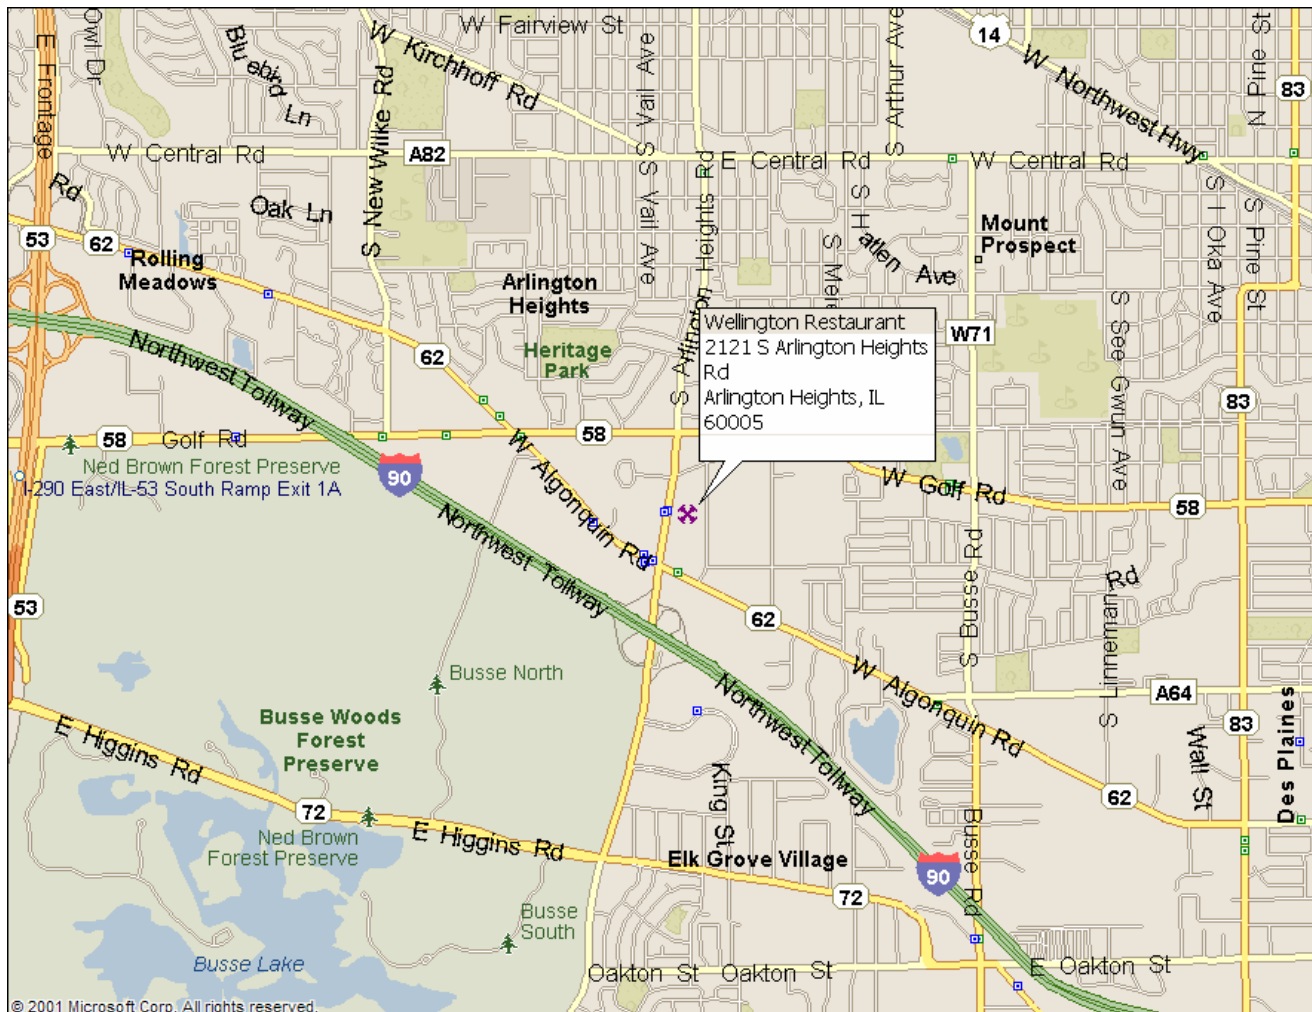 W Fairview St
14
E Frontage
Owl Dr
Bluebird Ln
W Kirchhoff Rd
S Vail Ave
S Arthur Ave
W Northwest Hwy
N Pine St
83
W Central Rd
A82
E Central Rd
W Central Rd
Rd
Oak Ln
S New Wilke Rd
S Vail Ave
S Arlington Heights Rd
S Hatlen Ave
Mount
Prospect
S I Oka Ave
S Pine St
53
62
Rolling
Meadows
Arlington
Heights
S Meie
S See Gwun Ave
Wellington Restaurant
2121 S Arlington Heights
Rd
Arlington Heights, IL
60005
W71
Northwest Tollway
62
Heritage
Park
83
58
Golf Rd
58
W Algonquin Rd
Ned Brown Forest Preserve
I-290 East/IL-53 South Ramp Exit 1A
90
W Golf Rd
58
Northwest Tollway
53
62
S Busse Rd
S Linneman Rd
Busse North
W Algonquin Rd
A64
Busse Woods
Forest
Preserve
E Higgins Rd
Northwest Tollway
83
Wall St
Des Plaines
King St
72
62
Ned Brown
Forest Preserve
E Higgins Rd
Elk Grove Village
Busse Rd
90
72
Busse
South
Busse Lake
Oakton St
Oakton St
E Oakton St
© 2001 Microsoft Corp. All rights reserved.